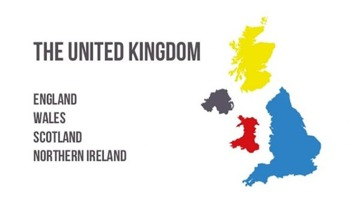 THE UNITED KINGDOM
ENGLAND
WALES
SCOTLAND
NORTHERN IRELAND